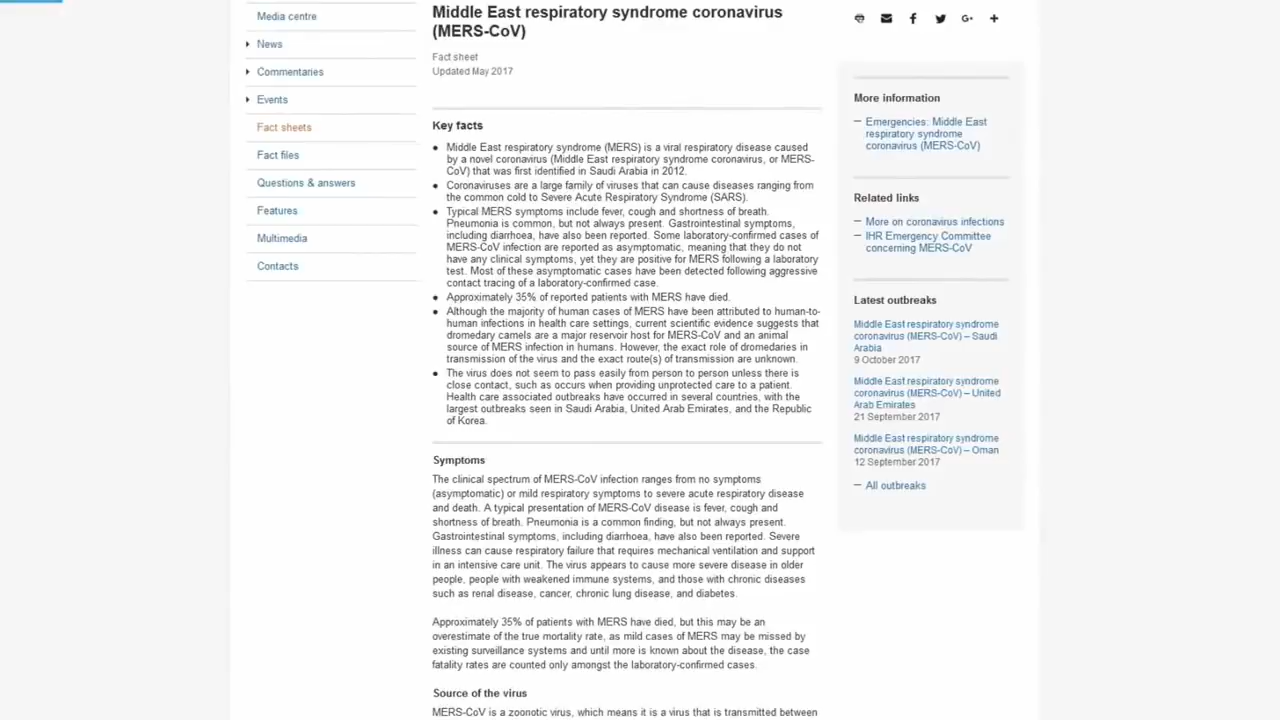 Media centre
News
Commentaries
Events
Fact sheets
Fact files
Questions & answers
Features
Multimedia
Contacts
Middle East respiratory syndrome coronavirus
(MERS-CoV)
Fact sheet
Updated May 2017
Key facts
Middle East respiratory syndrome (MERS) is a viral respiratory disease caused
by a novel coronavirus (Middle East respiratory syndrome coronavirus, or MERS-
CoV) that was first identified in Saudi Arabia in 2012.
Coronaviruses are a large family of viruses that can cause diseases ranging from
the common cold to Severe Acute Respiratory Syndrome (SARS).
Typical MERS symptoms include fever, cough and shortness of breath.
Pneumonia is common, but not always present. Gastrointestinal symptoms,
including diarrhoea, have also been reported. Some laboratory-confirmed cases of
MERS-CoV infection are reported as asymptomatic, meaning that they do not
have any clinical symptoms, yet they are positive for MERS following a laboratory
test. Most of these asymptomatic cases have been detected following aggressive
contact tracing of a laboratory-confirmed case.
Approximately 35% of reported patients with MERS have died.
Although the majority of human cases of MERS have been attributed to human-to-
human infections in health care settings, current scientific evidence suggests that
dromedary camels are a major reservoir host for MERS-CoV and an animal
source of MERS infection in humans. However, the exact role of dromedaries in
transmission of the virus and the exact route(s) of transmission are unknown.
The virus does not seem to pass easily from person to person unless there is
close contact, such as occurs when providing unprotected care to a patient.
Health care associated outbreaks have occurred in several countries, with the
largest outbreaks seen in Saudi Arabia, United Arab Emirates, and the Republic
of Korea.
Symptoms
The clinical spectrum of MERS-CoV infection ranges from no symptoms
(asymptomatic) or mild respiratory symptoms to severe acute respiratory disease
and death. A typical presentation of MERS-CoV disease is fever, cough and
shortness of breath. Pneumonia is a common finding, but not always present.
Gastrointestinal symptoms, including diarrhoea, have also been reported. Severe
illness can cause respiratory failure that requires mechanical ventilation and support
in an intensive care unit. The virus appears to cause more severe disease in older
people, people with weakened immune systems, and those with chronic diseases
such as renal disease, cancer, chronic lung disease, and diabetes.
Approximately 35% of patients with MERS have died, but this may be an
overestimate of the true mortality rate, as mild cases of MERS may be missed by
existing surveillance systems and until more is known about the disease, the case
fatality rates are counted only amongst the laboratory-confirmed cases.
Source of the virus
MERS-CoV is a zoonotic virus, which means it is a virus that is transmitted between
More information
Emergencies: Middle East
respiratory syndrome
coronavirus (MERS-CoV)
Related links
More on coronavirus infections
IHR Emergency Committee
concerning MERS-CoV
Latest outbreaks
Middle East respiratory syndrome
coronavirus (MERS-CoV) – Saudi
Arabia
9 October 2017
Middle East respiratory syndrome
coronavirus (MERS-CoV) – United
Arab Emirates
21 September 2017
Middle East respiratory syndrome
coronavirus (MERS-CoV) – Oman
12 September 2017
All outbreaks